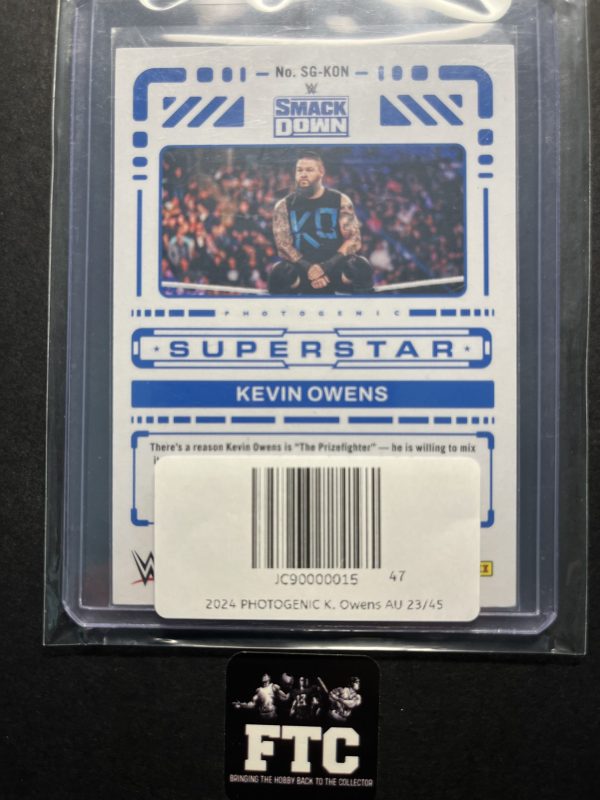 No. SG-KON
W
SMACK
DOWN
KO
PHOTOGENIC
SUPERSTAR
KEVIN OWENS
There's a reason Kevin Owens is "The Prizefighter" — he is willing to mix
JC90000015 47
2024 PHOTOGENIC K. Owens AU 23/45
FTC
BRINGING THE HOBBY BACK TO THE COLLECTOR